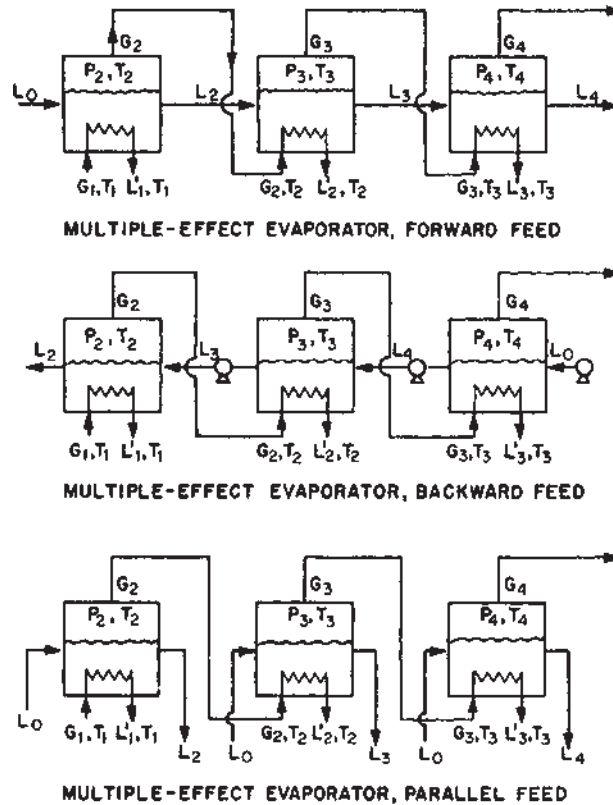 G₂ G₃ G₄
P₂, T₂ P₃, T₃ P₄, T₄
L₀ L₂ L₃ L₄
G₁, T₁ L'₁, T₁ G₂, T₂ L'₂, T₂ G₃, T₃ L'₃, T₃
MULTIPLE-EFFECT EVAPORATOR, FORWARD FEED
G₂ G₃ G₄
P₂, T₂ P₃, T₃ P₄, T₄
L₂ L₃ L₄ L₀
G₁, T₁ L'₁, T₁ G₂, T₂ L'₂, T₂ G₃, T₃ L'₃, T₃
MULTIPLE-EFFECT EVAPORATOR, BACKWARD FEED
G₂ G₃ G₄
P₂, T₂ P₃, T₃ P₄, T₄
L₀ G₁, T₁ L'₁, T₁ G₂, T₂ L'₂, T₂ G₃, T₃ L'₃, T₃
L₂ L₀ L₃ L₀ L₄
MULTIPLE-EFFECT EVAPORATOR, PARALLEL FEED